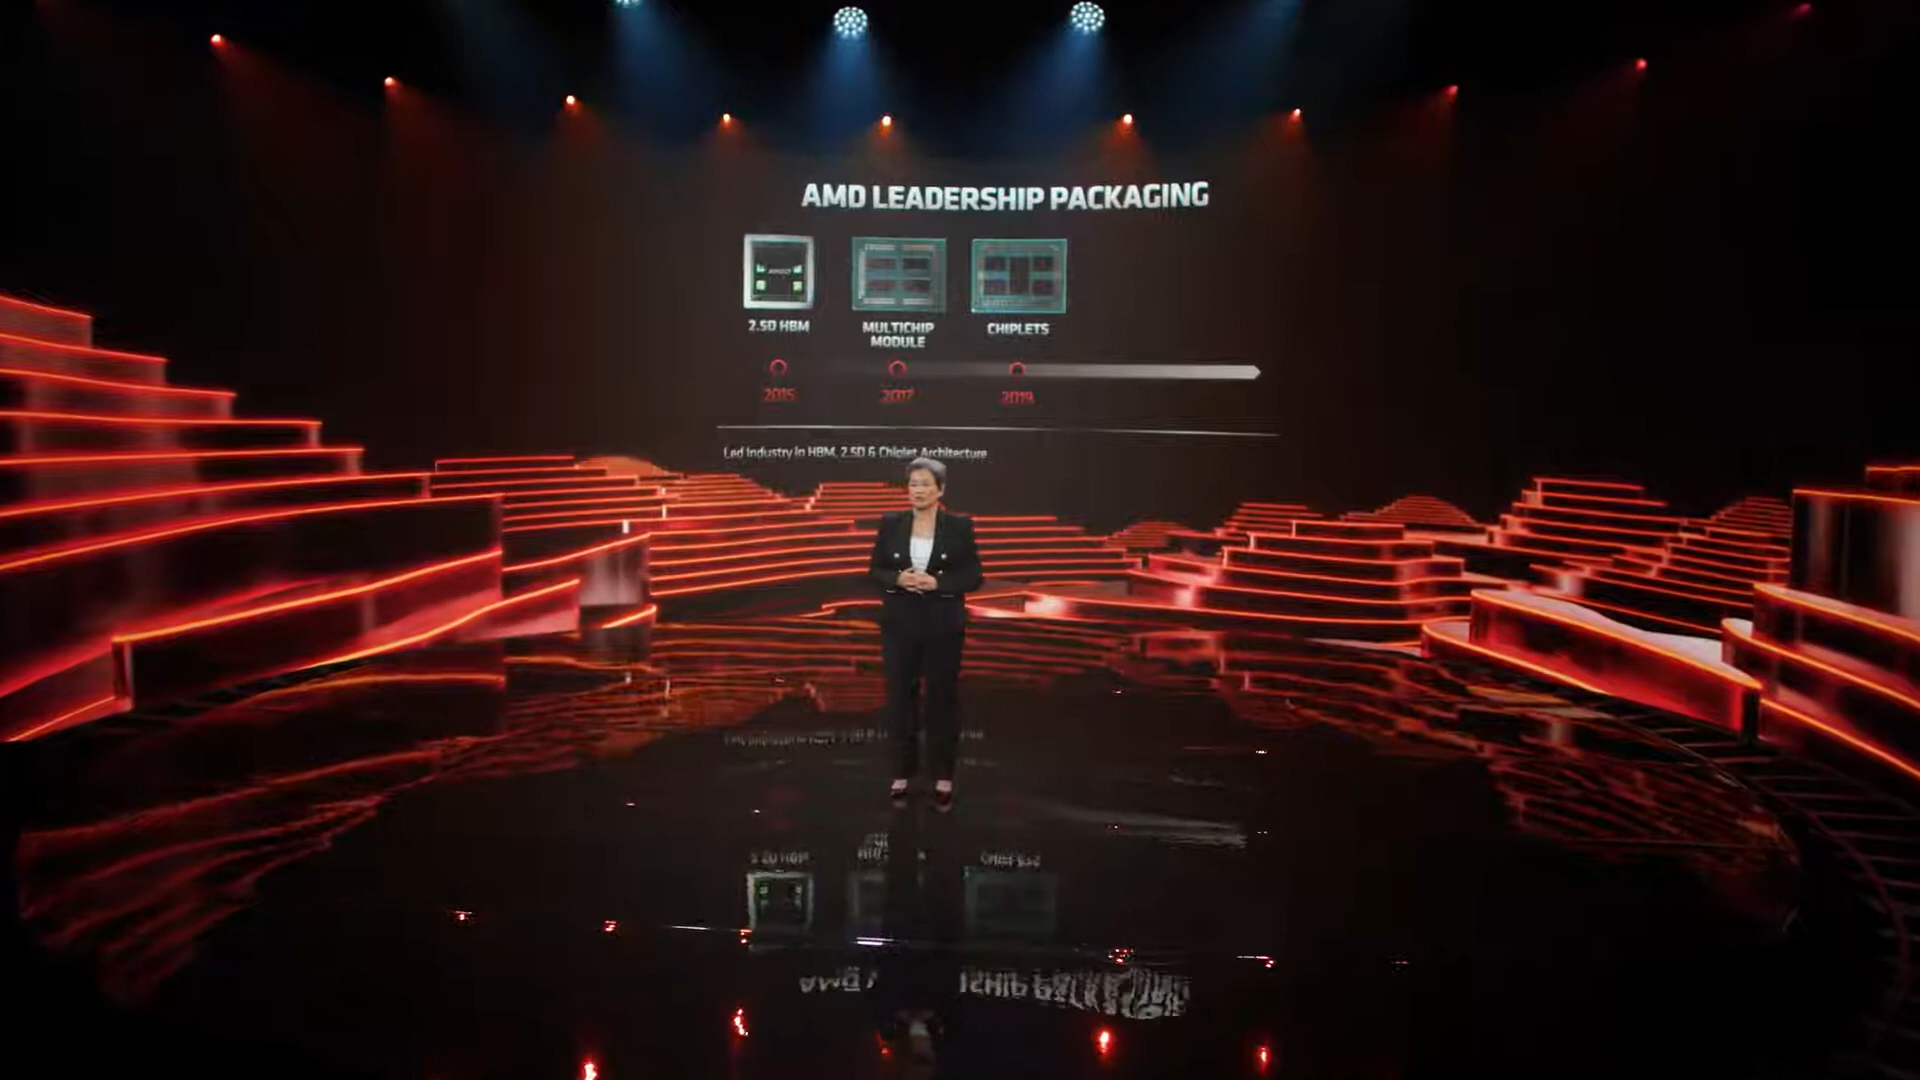 AMD LEADERSHIP PACKAGING
2.5D HBM
MULTICHIP
MODULE
CHIPLETS
2015
2017
2019
Led Industry in HBM, 2.5D & Chiplet Architecture